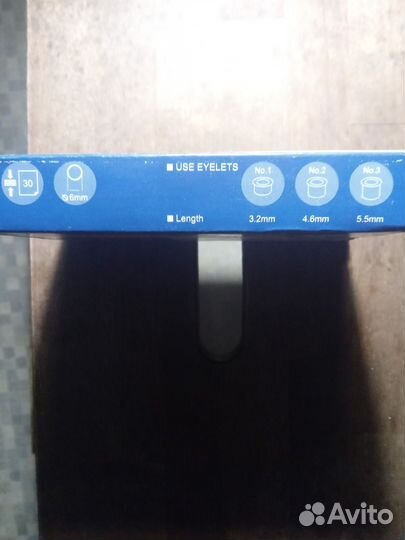 30
Ø6mm
■ USE EYELETS No.1 No.2 No.3
■ Length 3.2mm 4.6mm 5.5mm
Avito